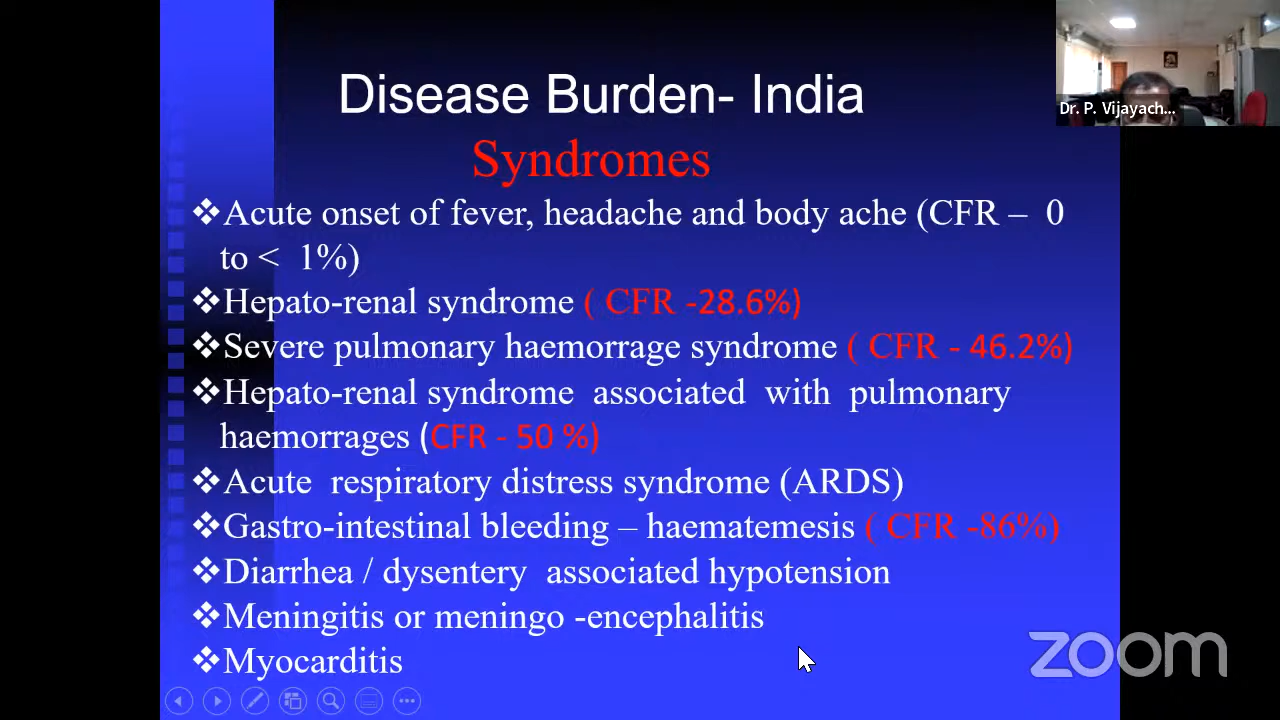 Disease Burden- India
Syndromes
Dr. P. Vijayach...
❖Acute onset of fever, headache and body ache (CFR – 0
to < 1%)
❖Hepato-renal syndrome ( CFR -28.6%)
❖Severe pulmonary haemorrage syndrome ( CFR - 46.2%)
❖Hepato-renal syndrome associated with pulmonary
haemorrages (CFR - 50 %)
❖Acute respiratory distress syndrome (ARDS)
❖Gastro-intestinal bleeding – haematemesis ( CFR -86%)
❖Diarrhea / dysentery associated hypotension
❖Meningitis or meningo -encephalitis
❖Myocarditis
zoom